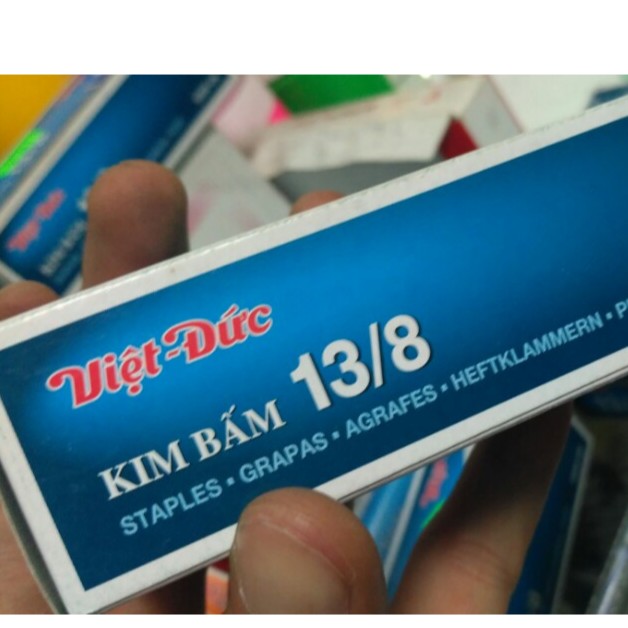 Việt-Đức
KIM BẤM 13/8
STAPLES • GRAPAS • AGRAFES • HEFTKLAMMERN •